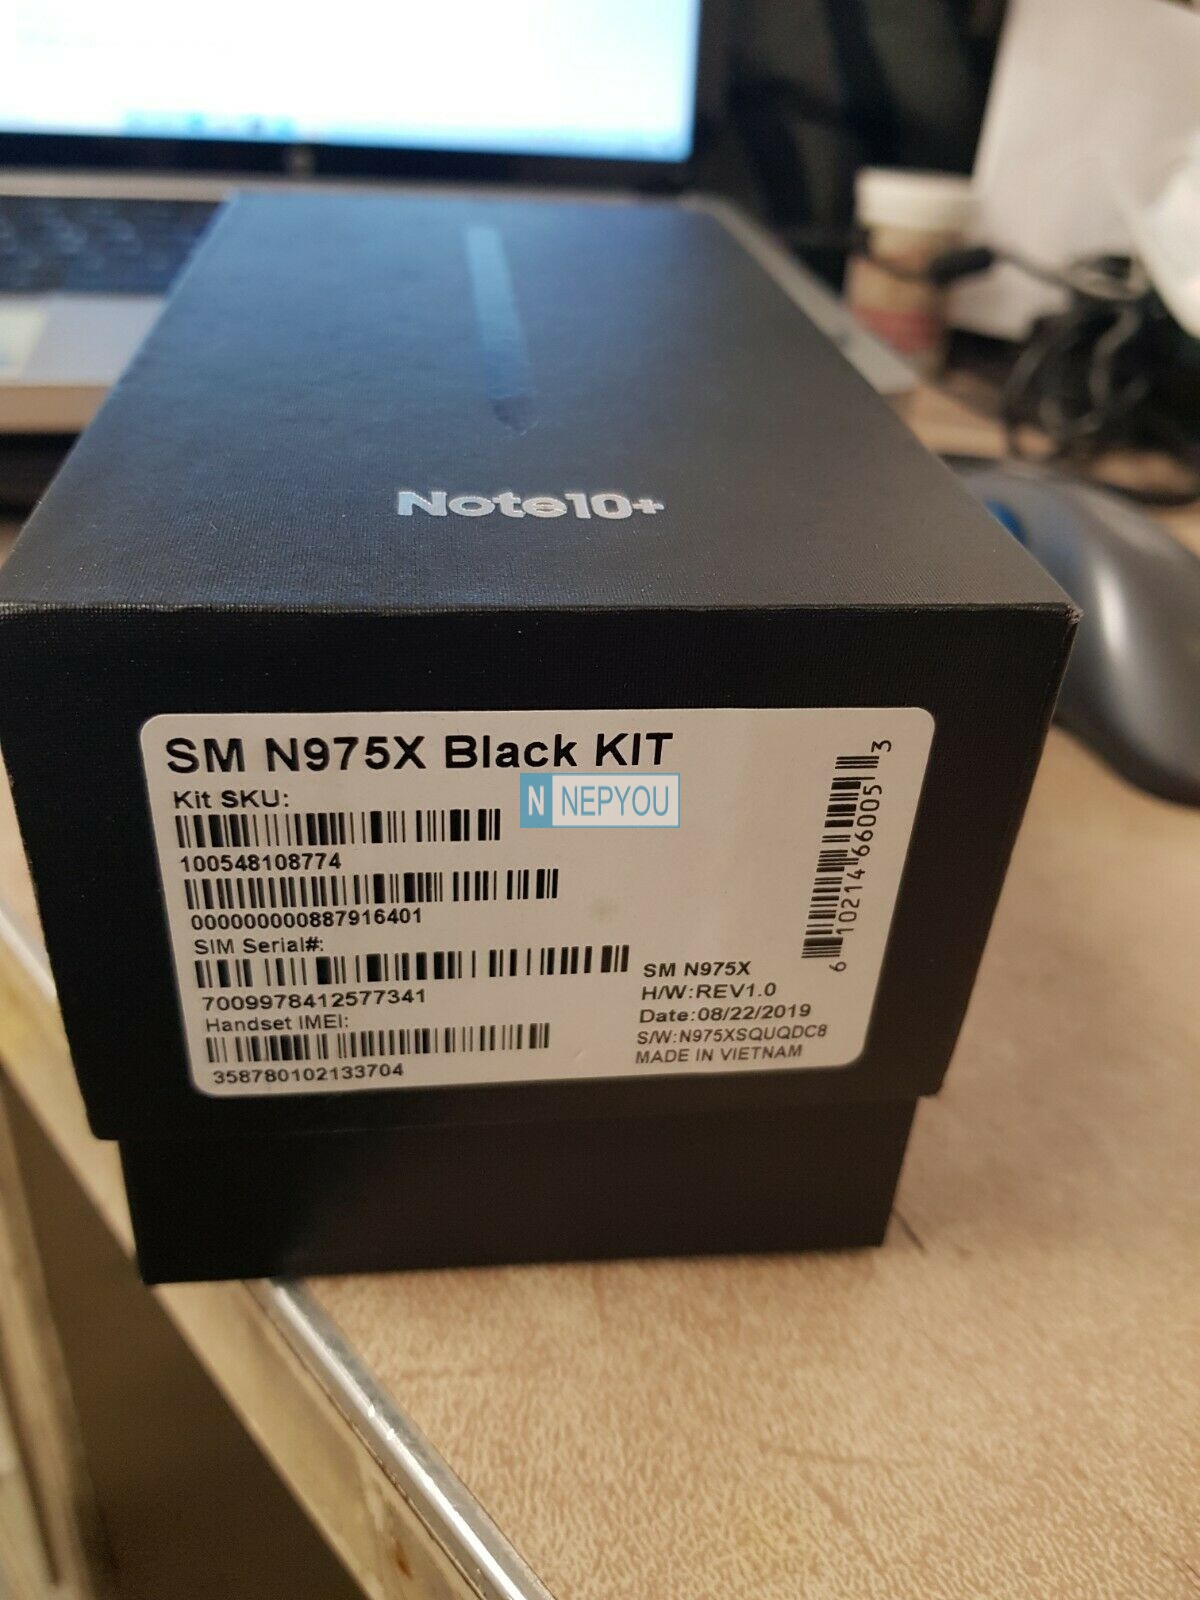 Note10+
SM N975X Black KIT
N NEPYOU
Kit SKU:
100548108774
000000000887916401
SIM Serial#:
7009978412577341
Handset IMEI:
358780102133704
SM N975X
H/W:REV1.0
Date:08/22/2019
S/W:N975XSQUQDC8
MADE IN VIETNAM
6 10214 66005 3